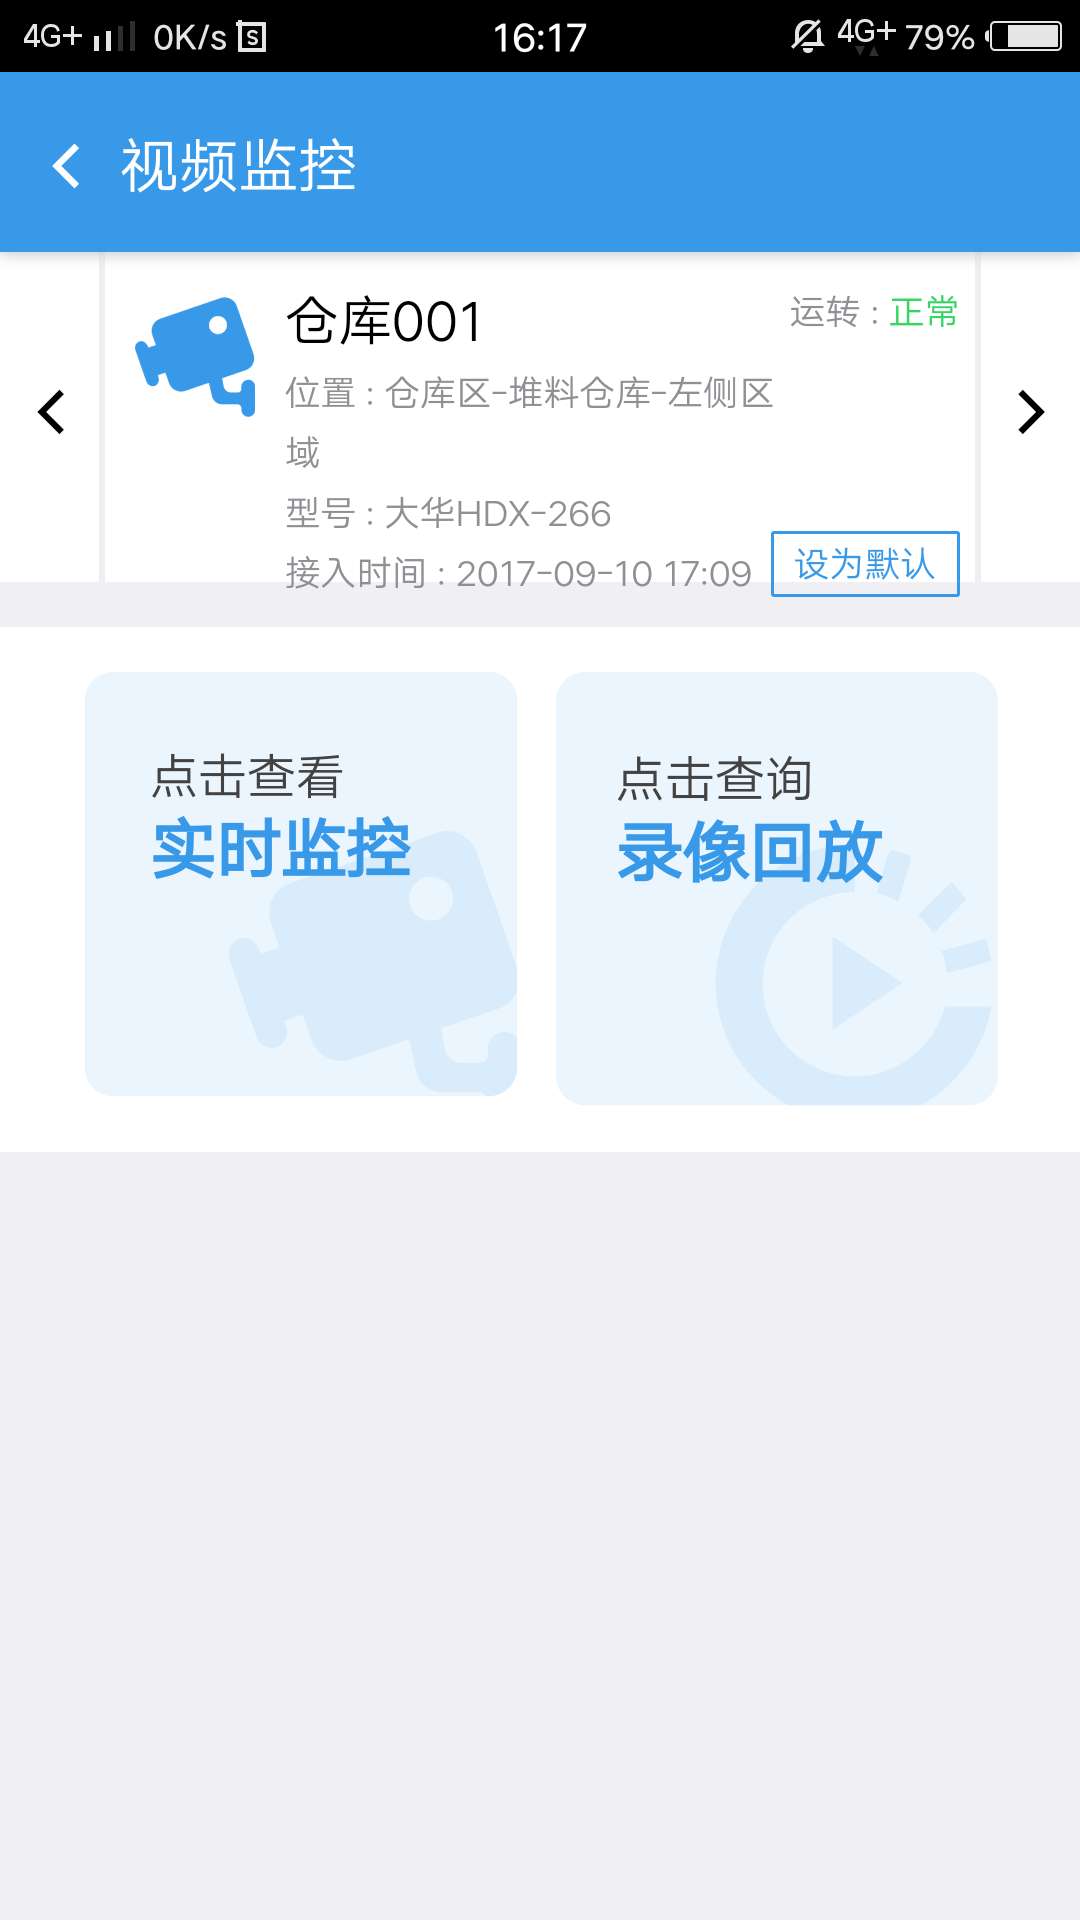 4G+ 0K/s S 16:17 4G+ 79%
视频监控
仓库001
运转 : 正常
位置 : 仓库区-堆料仓库-左侧区
域
型号 : 大华HDX-266
接入时间 : 2017-09-10 17:09
设为默认
点击查看
实时监控
点击查询
录像回放